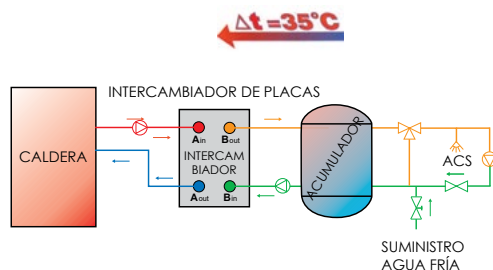 Δt =35°C
INTERCAMBIADOR DE PLACAS
CALDERA
Ain
Bout
INTERCAM
BIADOR
Aout
Bin
ACUMULADOR
ACS
SUMINISTRO
AGUA FRÍA